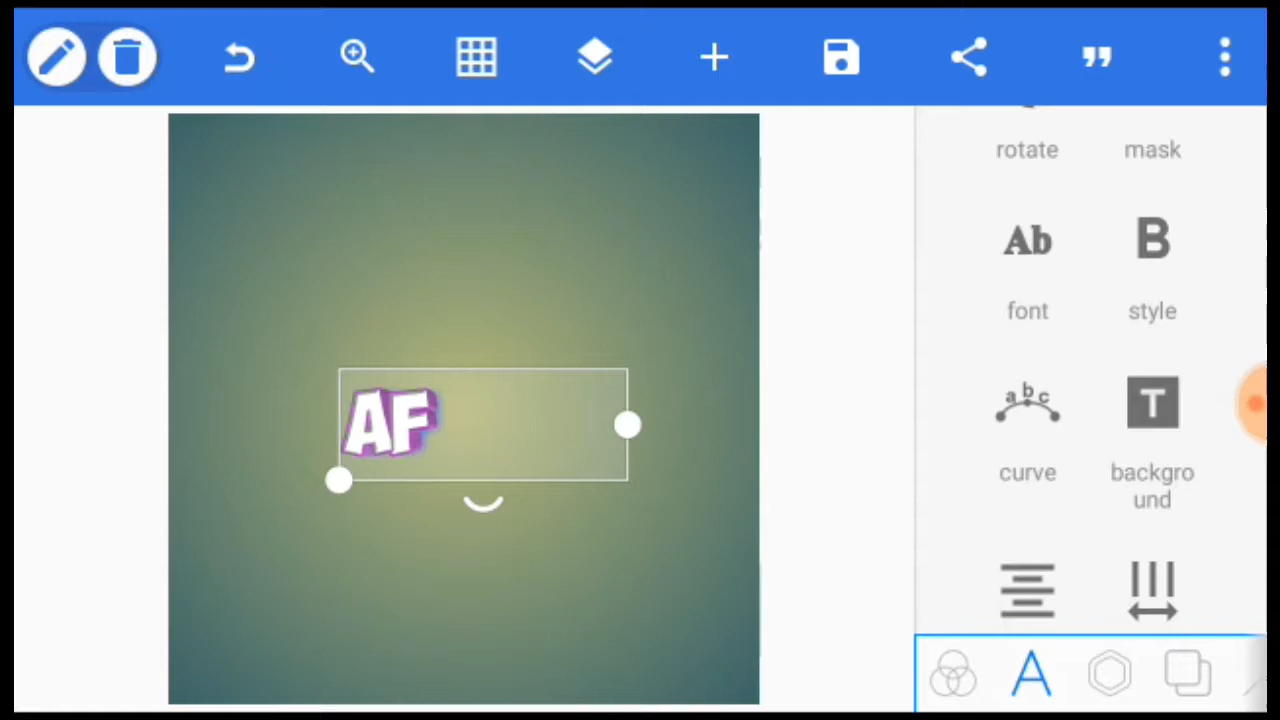 rotate
mask
Ab
B
font
style
abc
T
curve
backgro
und
AF
A